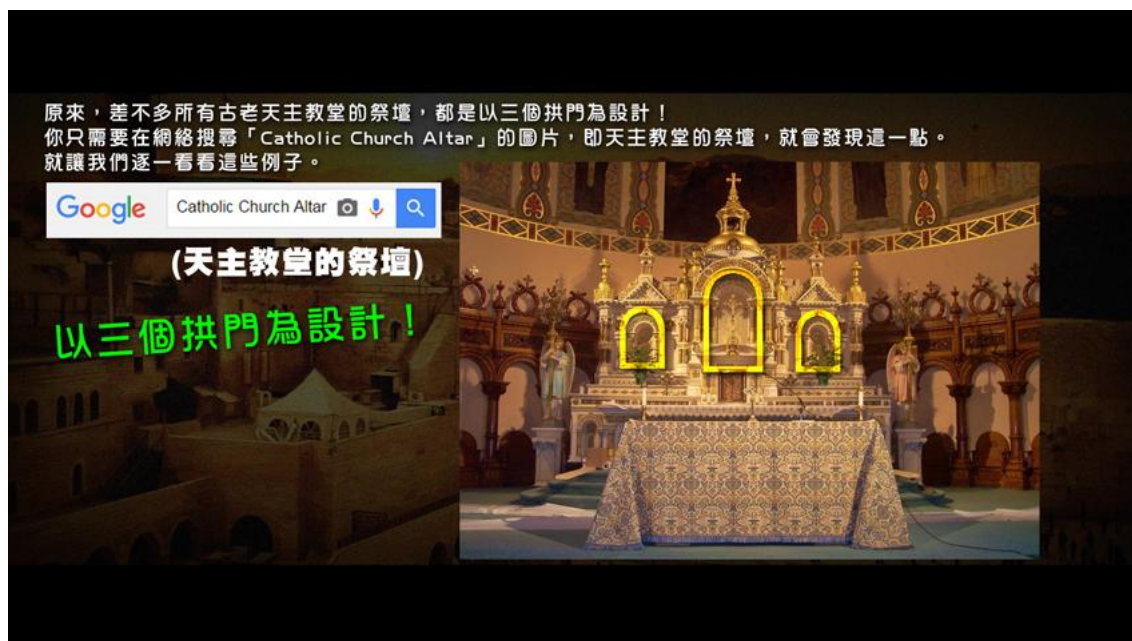 原來，差不多所有古老天主教堂的祭壇，都是以三個拱門為設計！
你只需要在網絡搜尋「Catholic Church Altar」的圖片，即天主教堂的祭壇，就會發現這一點。
就讓我們逐一看看這些例子。
Google Catholic Church Altar
(天主教堂的祭壇)
以三個拱門為設計！